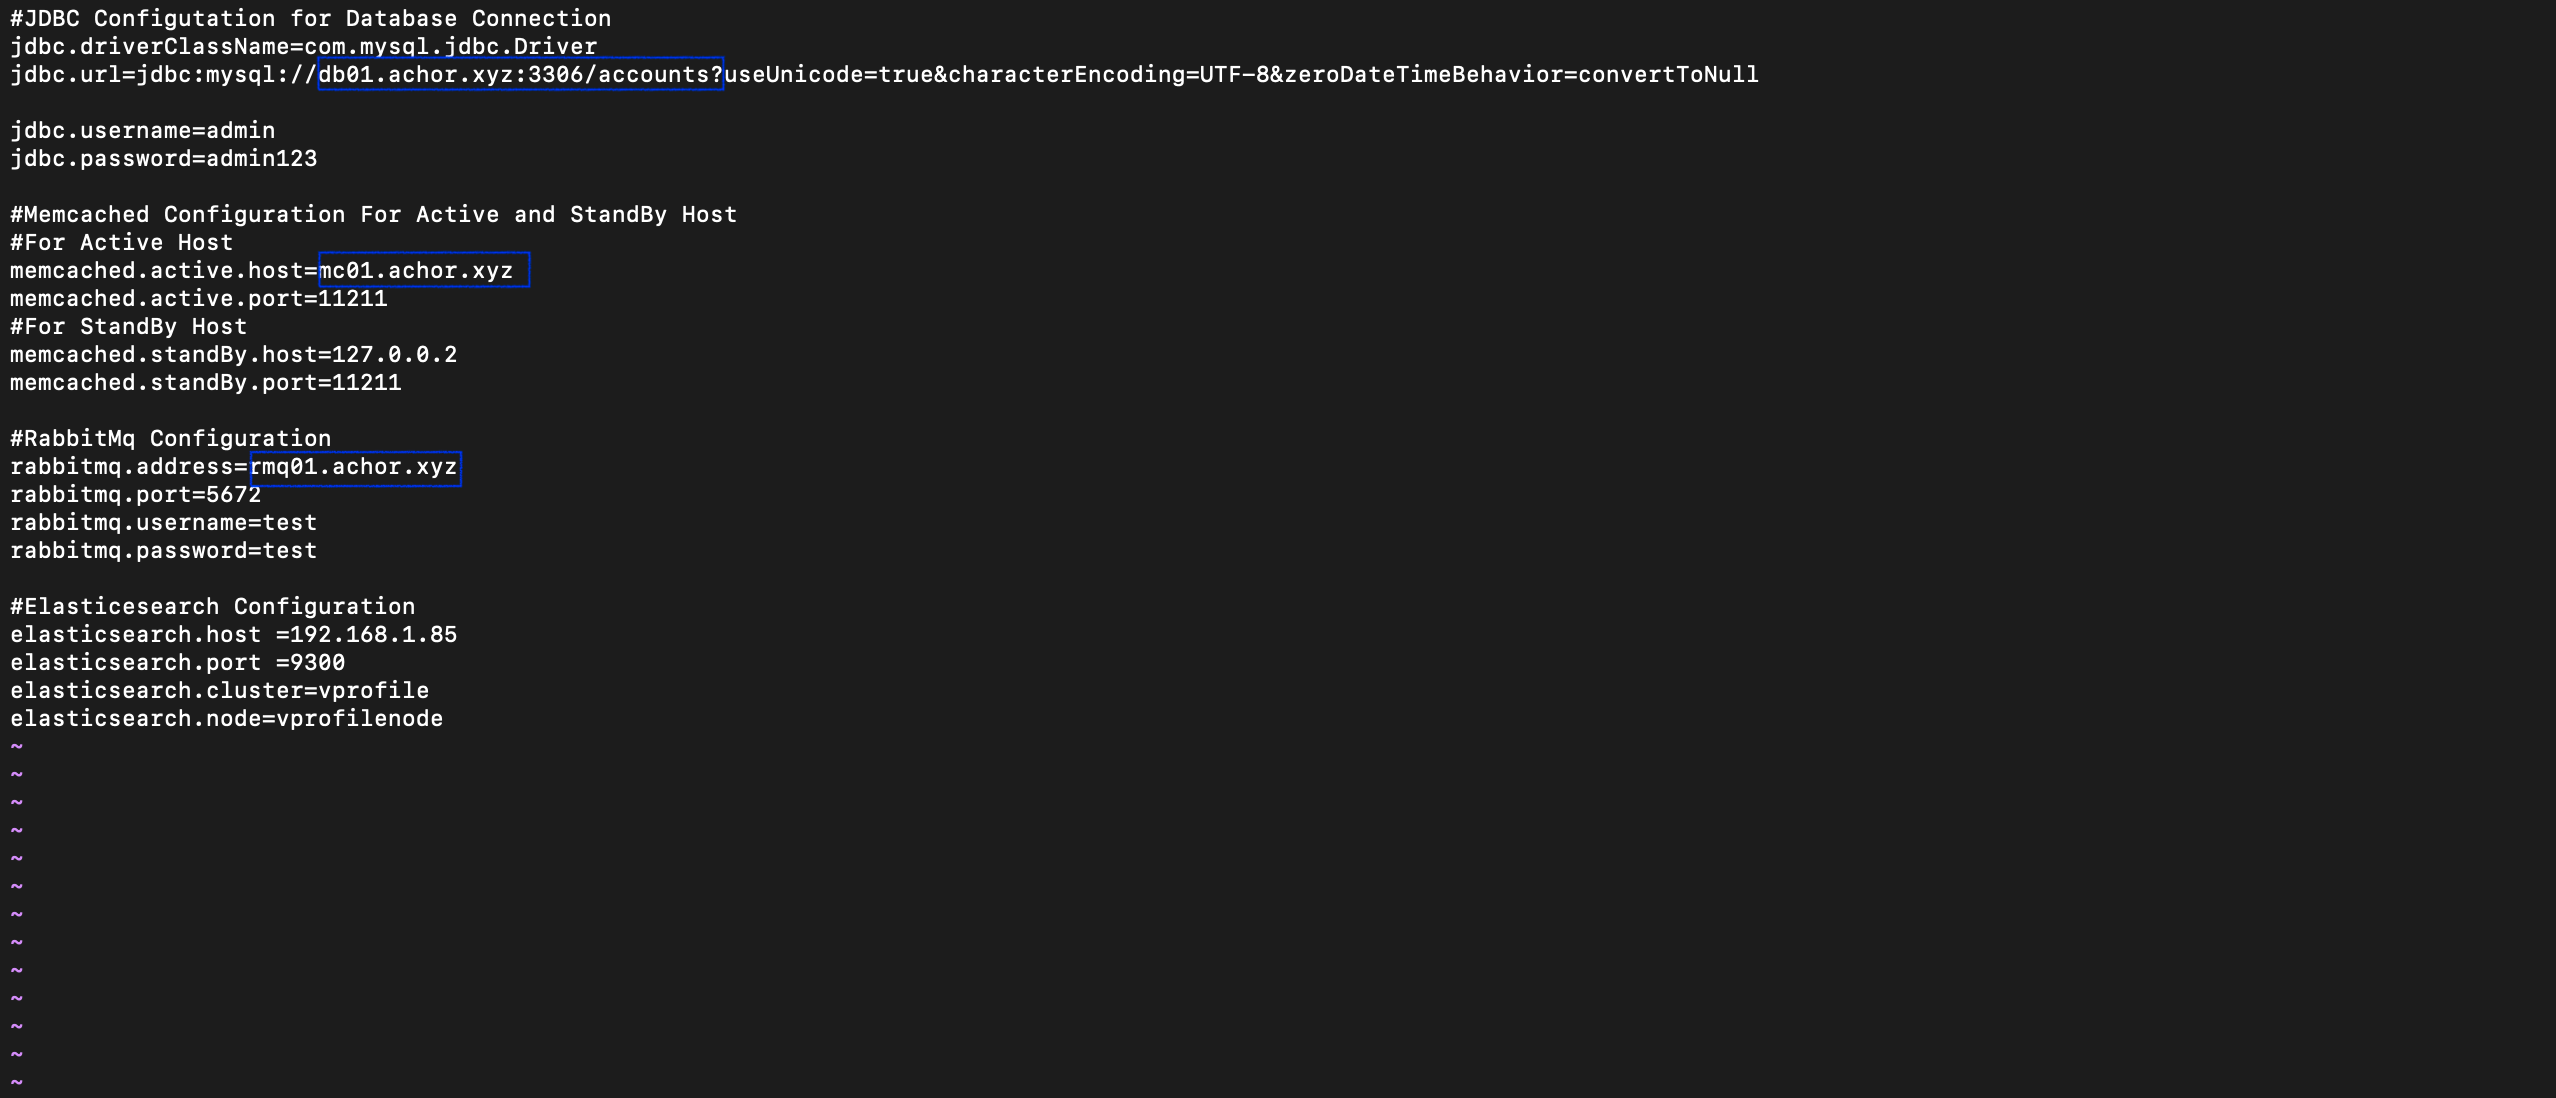 #JDBC Configutation for Database Connection
jdbc.driverClassName=com.mysql.jdbc.Driver
jdbc.url=jdbc:mysql://db01.achor.xyz:3306/accounts?useUnicode=true&characterEncoding=UTF-8&zeroDateTimeBehavior=convertToNull
jdbc.username=admin
jdbc.password=admin123
#Memcached Configuration For Active and StandBy Host
#For Active Host
memcached.active.host=mc01.achor.xyz
memcached.active.port=11211
#For StandBy Host
memcached.standBy.host=127.0.0.2
memcached.standBy.port=11211
#RabbitMq Configuration
rabbitmq.address=rmq01.achor.xyz
rabbitmq.port=5672
rabbitmq.username=test
rabbitmq.password=test
#Elasticesearch Configuration
elasticsearch.host =192.168.1.85
elasticsearch.port =9300
elasticsearch.cluster=vprofile
elasticsearch.node=vprofilenode
~
~
~
~
~
~
~
~
~
~
~
~
~